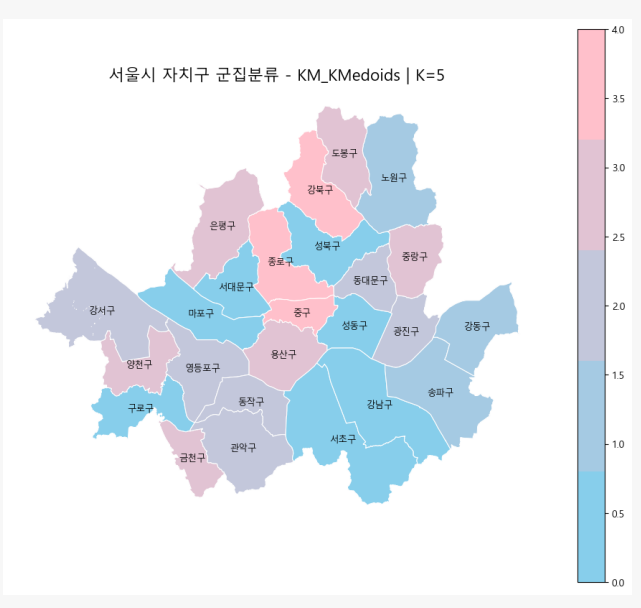 서울시 자치구 군집분류 - KM_KMedoids | K=5
도봉구
노원구
강북구
은평구
성북구
중랑구
종로구
동대문구
서대문구
강서구
마포구
중구
성동구
광진구
강동구
용산구
양천구
영등포구
송파구
동작구
강남구
구로구
서초구
관악구
금천구
4.0
3.5
3.0
2.5
2.0
1.5
1.0
0.5
0.0